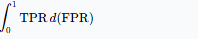 ∫₀¹ TPR d(FPR)